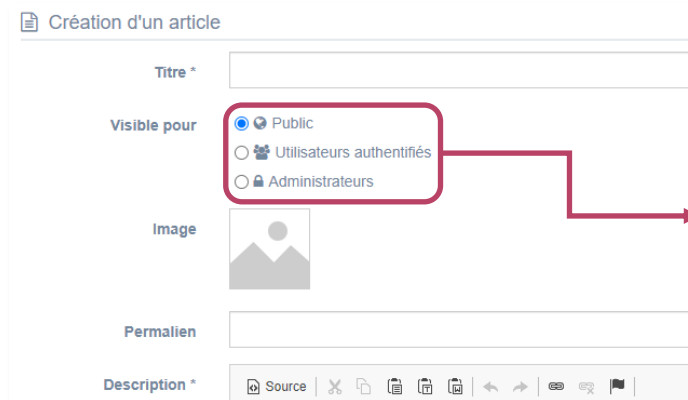 Création d'un article
Titre *
Visible pour
Public
Utilisateurs authentifiés
Administrateurs
Image
Permalien
Description *
Source